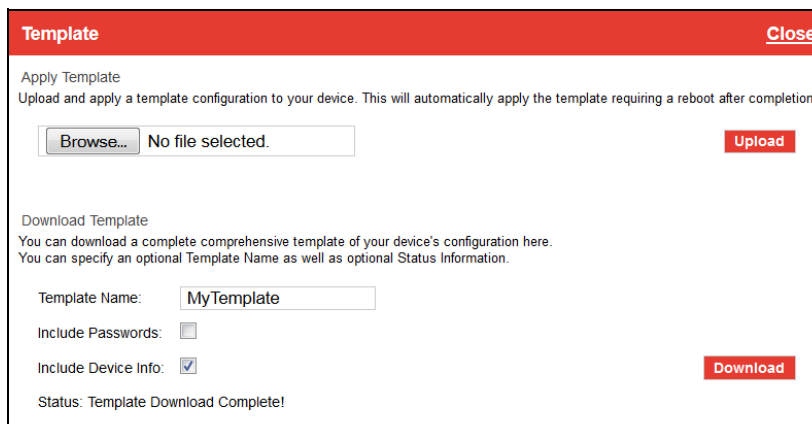 Template
Close
Apply Template
Upload and apply a template configuration to your device. This will automatically apply the template requiring a reboot after completion
Browse... No file selected.
Upload
Download Template
You can download a complete comprehensive template of your device's configuration here.
You can specify an optional Template Name as well as optional Status Information.
Template Name: MyTemplate
Include Passwords:
Include Device Info:
Download
Status: Template Download Complete!